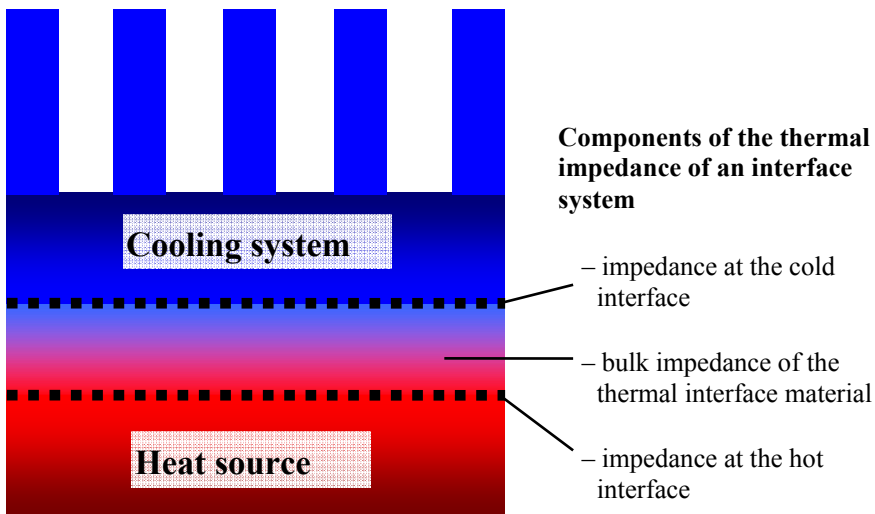 Components of the thermal
impedance of an interface
system
Cooling system
– impedance at the cold
interface
– bulk impedance of the
thermal interface material
Heat source
– impedance at the hot
interface